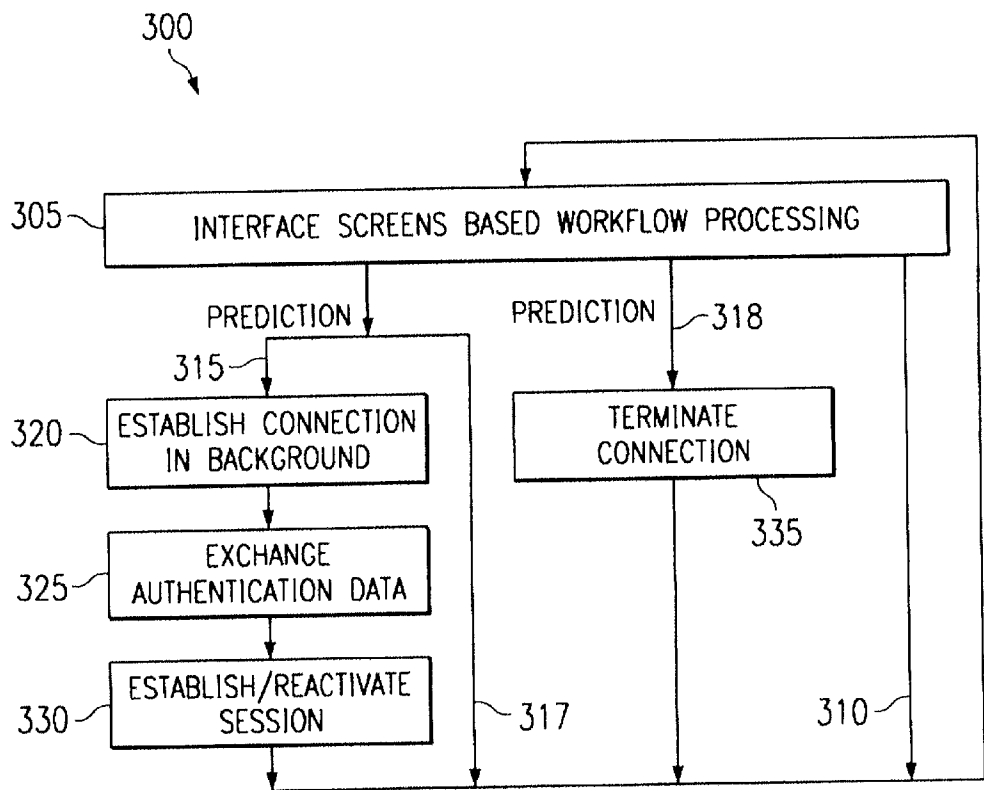 300
305
INTERFACE SCREENS BASED WORKFLOW PROCESSING
PREDICTION
PREDICTION
318
315
320
ESTABLISH CONNECTION
IN BACKGROUND
TERMINATE
CONNECTION
335
325
EXCHANGE
AUTHENTICATION DATA
330
ESTABLISH/REACTIVATE
SESSION
317
310